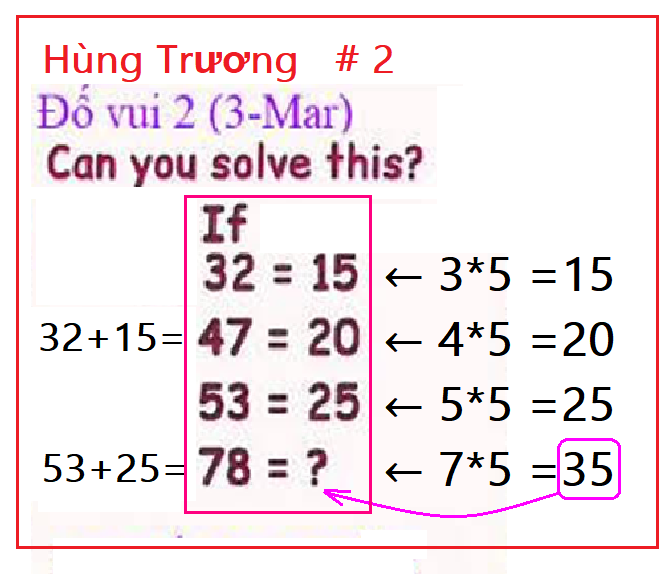 Hùng Trương # 2
Đố vui 2 (3-Mar)
Can you solve this?
If
32 = 15 ← 3*5 =15
32+15= 47 = 20 ← 4*5 =20
53 = 25 ← 5*5 =25
53+25= 78 = ? ← 7*5 =35